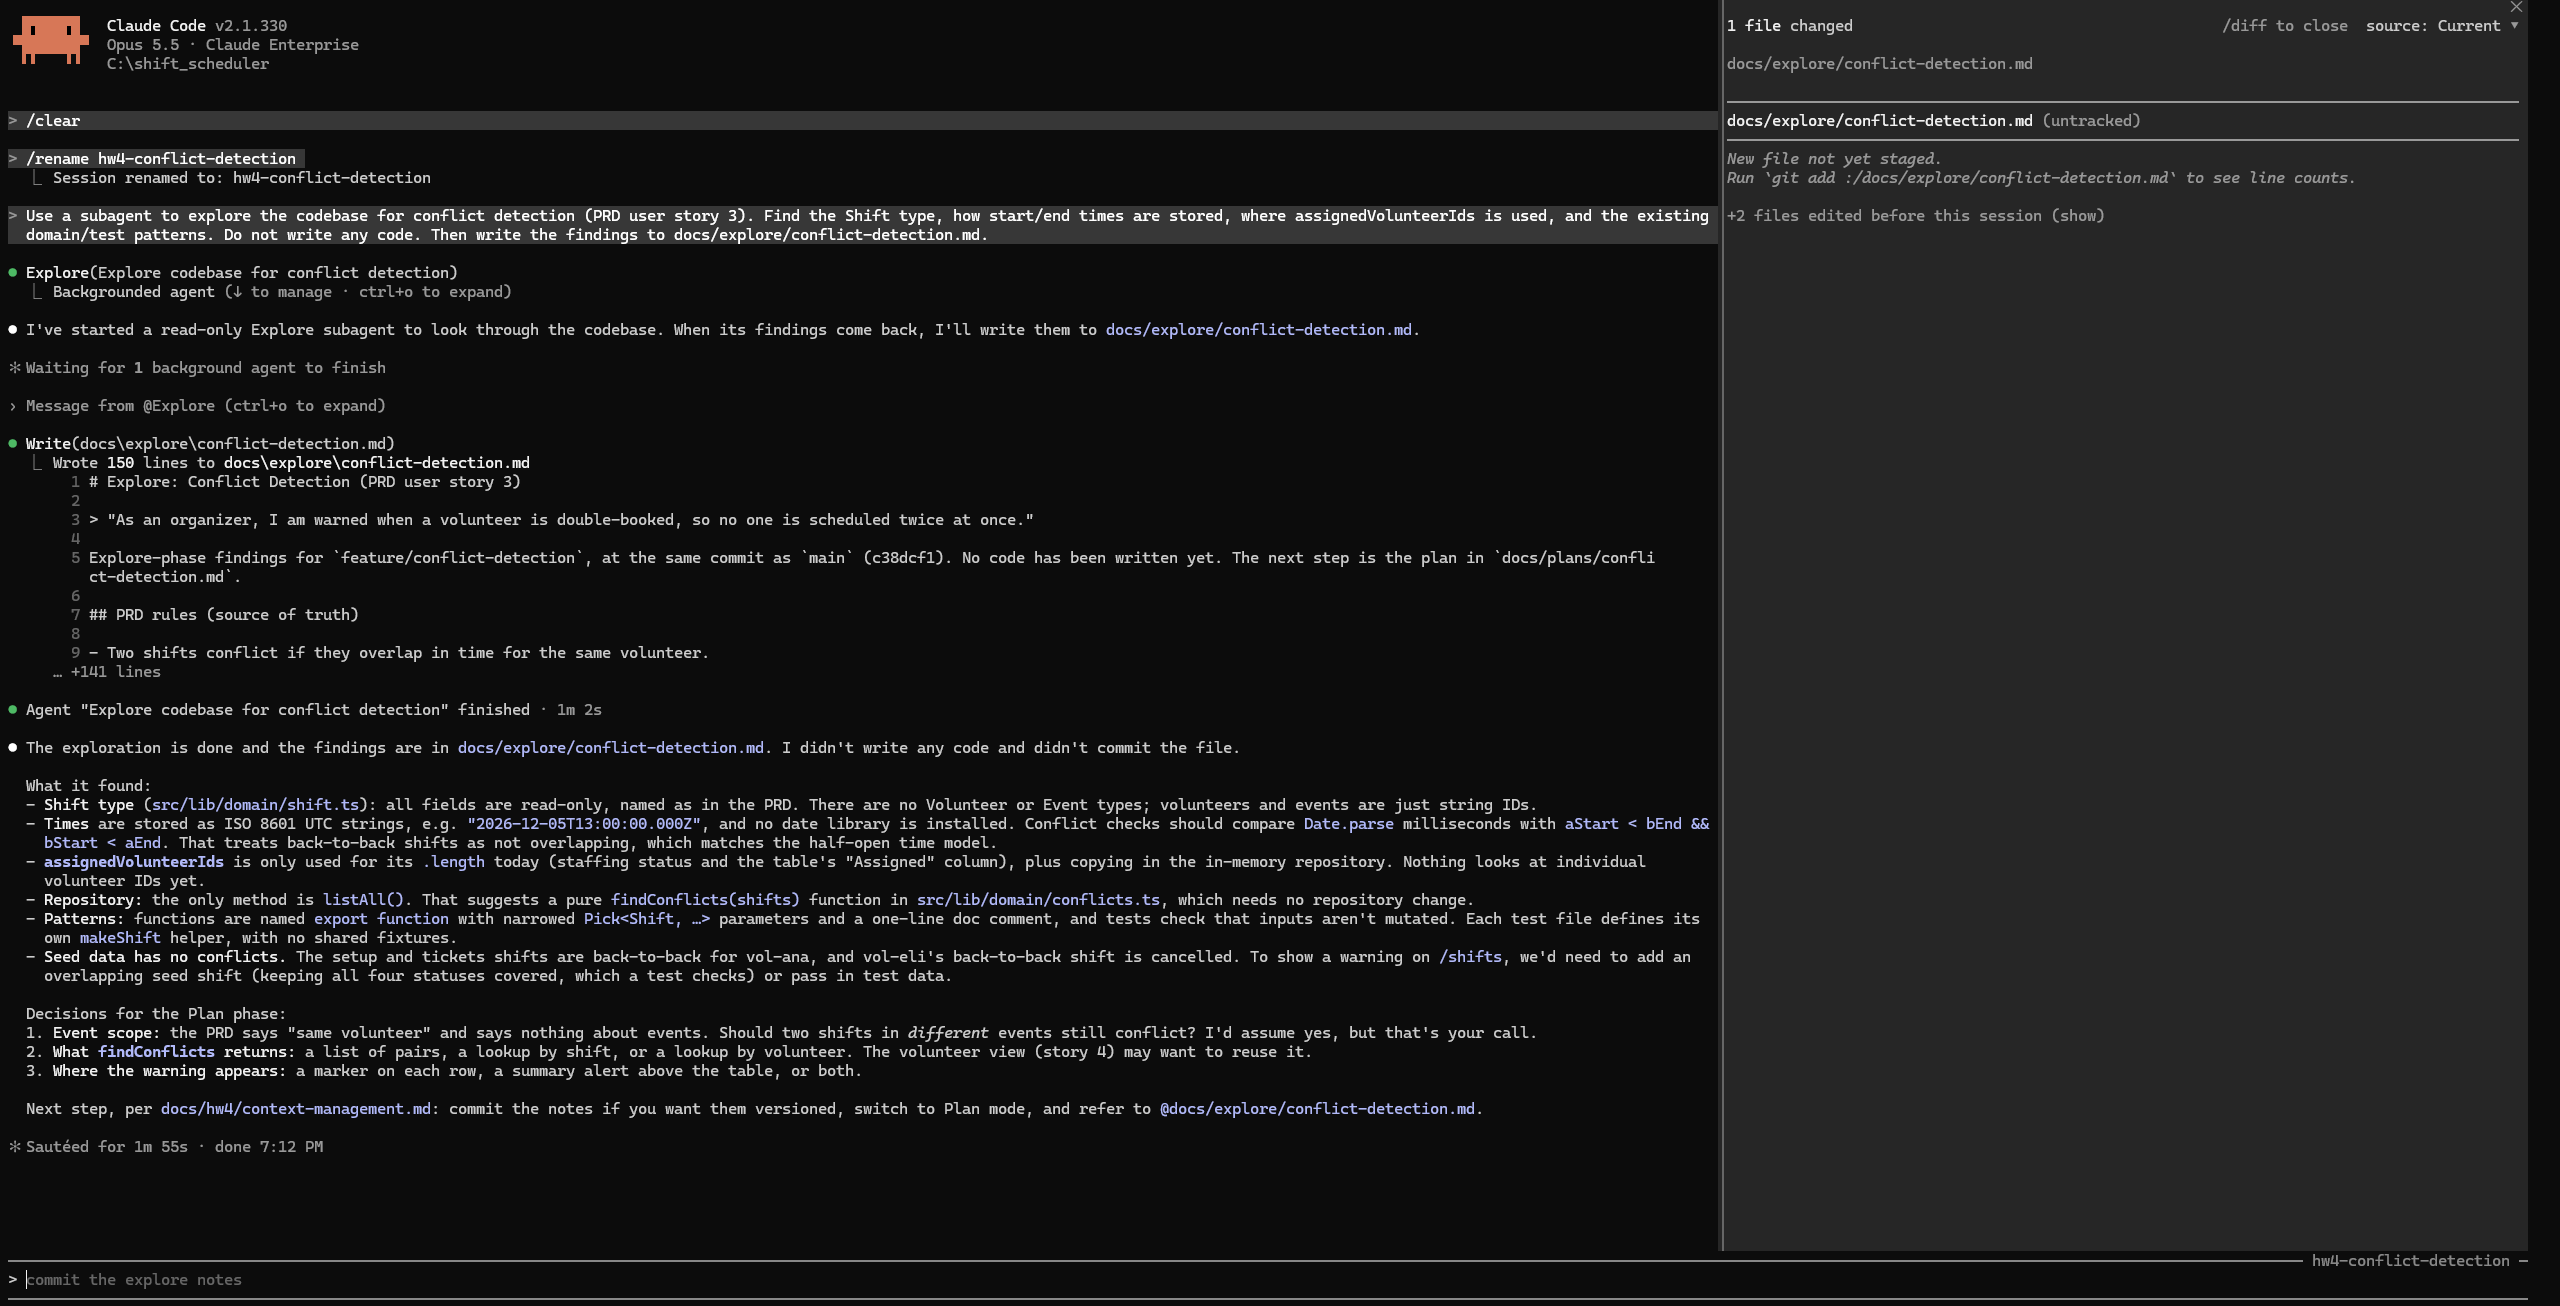 Claude Code v2.1.330
Opus 5.5 · Claude Enterprise
C:\shift_scheduler
> /clear
> /rename hw4-conflict-detection
⎿ Session renamed to: hw4-conflict-detection
> Use a subagent to explore the codebase for conflict detection (PRD user story 3). Find the Shift type, how start/end times are stored, where assignedVolunteerIds is used, and the existing
domain/test patterns. Do not write any code. Then write the findings to docs/explore/conflict-detection.md.
● Explore(Explore codebase for conflict detection)
⎿ Backgrounded agent (↓ to manage · ctrl+o to expand)
● I've started a read-only Explore subagent to look through the codebase. When its findings come back, I'll write them to docs/explore/conflict-detection.md.
✻ Waiting for 1 background agent to finish
› Message from @Explore (ctrl+o to expand)
● Write(docs\explore\conflict-detection.md)
⎿ Wrote 150 lines to docs\explore\conflict-detection.md
1 # Explore: Conflict Detection (PRD user story 3)
2
3 > "As an organizer, I am warned when a volunteer is double-booked, so no one is scheduled twice at once."
4
5 Explore-phase findings for `feature/conflict-detection`, at the same commit as `main` (c38dcf1). No code has been written yet. The next step is the plan in `docs/plans/confli
ct-detection.md`.
6
7 ## PRD rules (source of truth)
8
9 - Two shifts conflict if they overlap in time for the same volunteer.
… +141 lines
● Agent "Explore codebase for conflict detection" finished · 1m 2s
● The exploration is done and the findings are in docs/explore/conflict-detection.md. I didn't write any code and didn't commit the file.
What it found:
- Shift type (src/lib/domain/shift.ts): all fields are read-only, named as in the PRD. There are no Volunteer or Event types; volunteers and events are just string IDs.
- Times are stored as ISO 8601 UTC strings, e.g. "2026-12-05T13:00:00.000Z", and no date library is installed. Conflict checks should compare Date.parse milliseconds with aStart < bEnd &&
bStart < aEnd. That treats back-to-back shifts as not overlapping, which matches the half-open time model.
- assignedVolunteerIds is only used for its .length today (staffing status and the table's "Assigned" column), plus copying in the in-memory repository. Nothing looks at individual
volunteer IDs yet.
- Repository: the only method is listAll(). That suggests a pure findConflicts(shifts) function in src/lib/domain/conflicts.ts, which needs no repository change.
- Patterns: functions are named export function with narrowed Pick<Shift, …> parameters and a one-line doc comment, and tests check that inputs aren't mutated. Each test file defines its
own makeShift helper, with no shared fixtures.
- Seed data has no conflicts. The setup and tickets shifts are back-to-back for vol-ana, and vol-eli's back-to-back shift is cancelled. To show a warning on /shifts, we'd need to add an
overlapping seed shift (keeping all four statuses covered, which a test checks) or pass in test data.
Decisions for the Plan phase:
1. Event scope: the PRD says "same volunteer" and says nothing about events. Should two shifts in different events still conflict? I'd assume yes, but that's your call.
2. What findConflicts returns: a list of pairs, a lookup by shift, or a lookup by volunteer. The volunteer view (story 4) may want to reuse it.
3. Where the warning appears: a marker on each row, a summary alert above the table, or both.
Next step, per docs/hw4/context-management.md: commit the notes if you want them versioned, switch to Plan mode, and refer to @docs/explore/conflict-detection.md.
✻ Sautéed for 1m 55s · done 7:12 PM
hw4-conflict-detection
> commit the explore notes
1 file changed /diff to close source: Current ▾
docs/explore/conflict-detection.md
docs/explore/conflict-detection.md (untracked)
New file not yet staged.
Run `git add :/docs/explore/conflict-detection.md` to see line counts.
+2 files edited before this session (show)